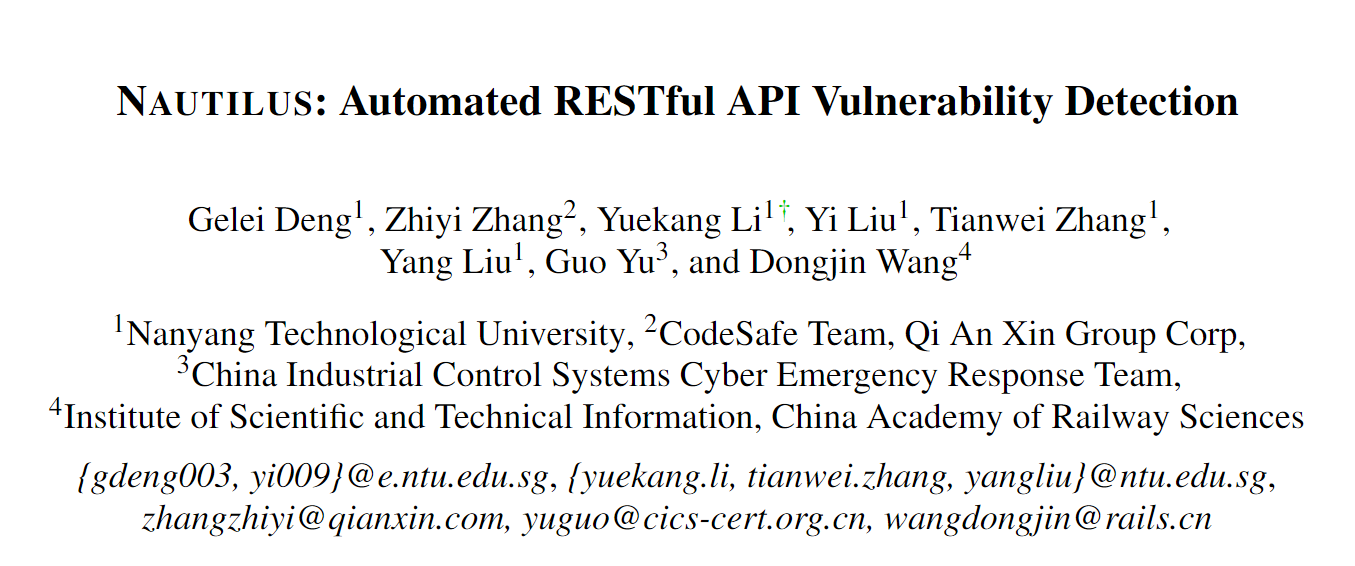 NAUTILUS: Automated RESTful API Vulnerability Detection
Gelei Deng¹, Zhiyi Zhang², Yuekang Li¹†, Yi Liu¹, Tianwei Zhang¹,
Yang Liu¹, Guo Yu³, and Dongjin Wang⁴
¹Nanyang Technological University, ²CodeSafe Team, Qi An Xin Group Corp,
³China Industrial Control Systems Cyber Emergency Response Team,
⁴Institute of Scientific and Technical Information, China Academy of Railway Sciences
{gdeng003, yi009}@e.ntu.edu.sg, {yuekang.li, tianwei.zhang, yangliu}@ntu.edu.sg,
zhangzhiyi@qianxin.com, yuguo@cics-cert.org.cn, wangdongjin@rails.cn